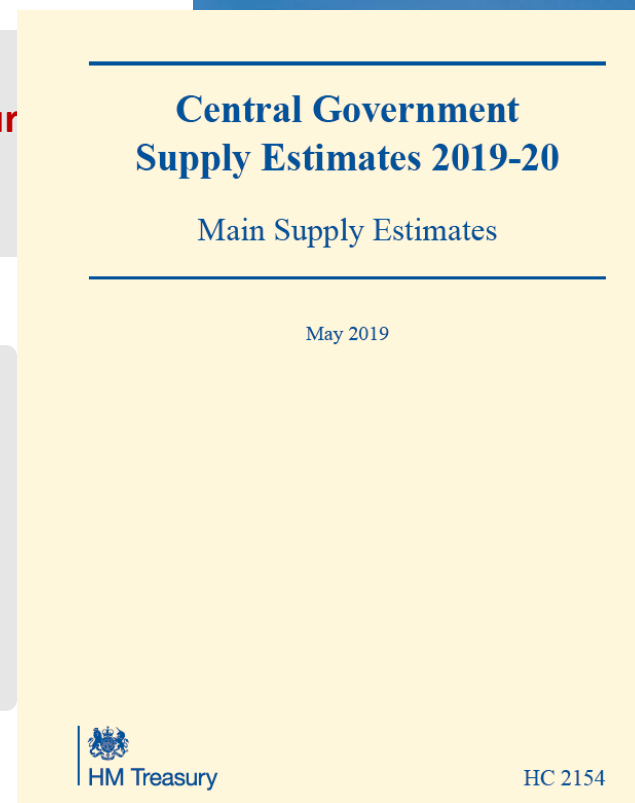 Central Government
Supply Estimates 2019-20
Main Supply Estimates
May 2019
HM Treasury
HC 2154